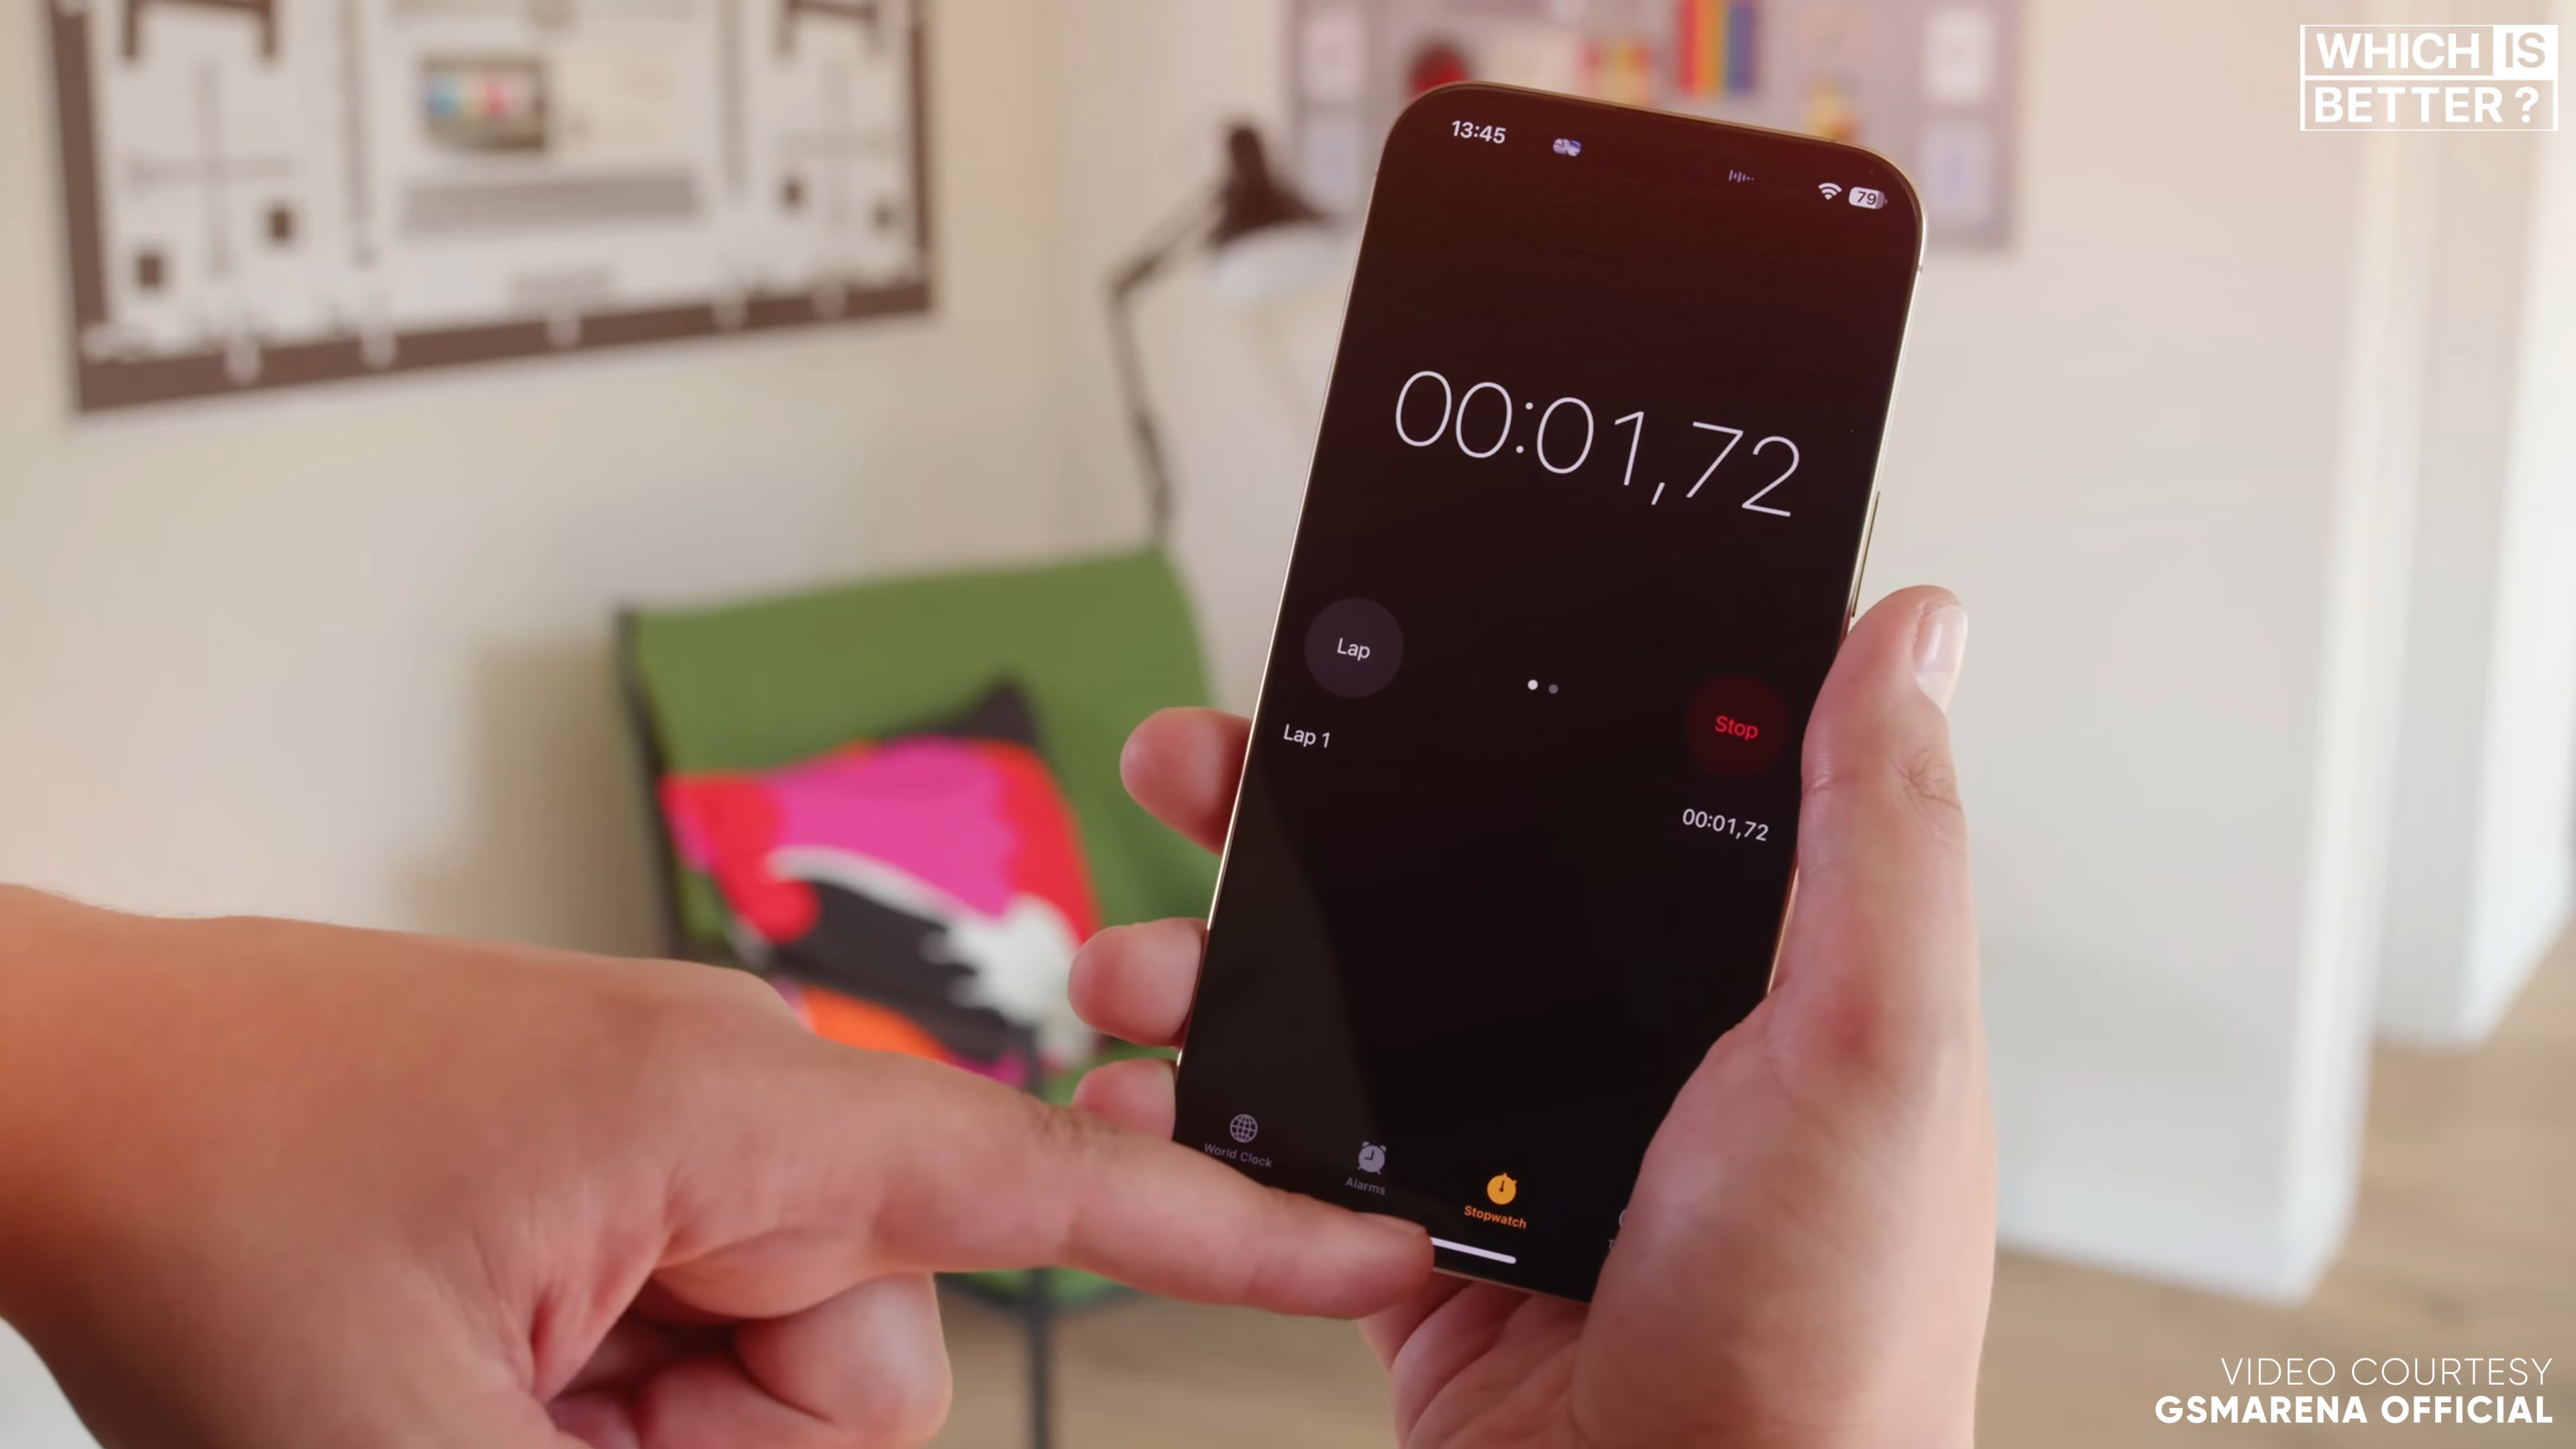 WHICH IS
BETTER?
13:45
79
00:01,72
Lap
Stop
Lap 1
00:01,72
World Clock
Alarms
Stopwatch
VIDEO COURTESY
GSMARENA OFFICIAL